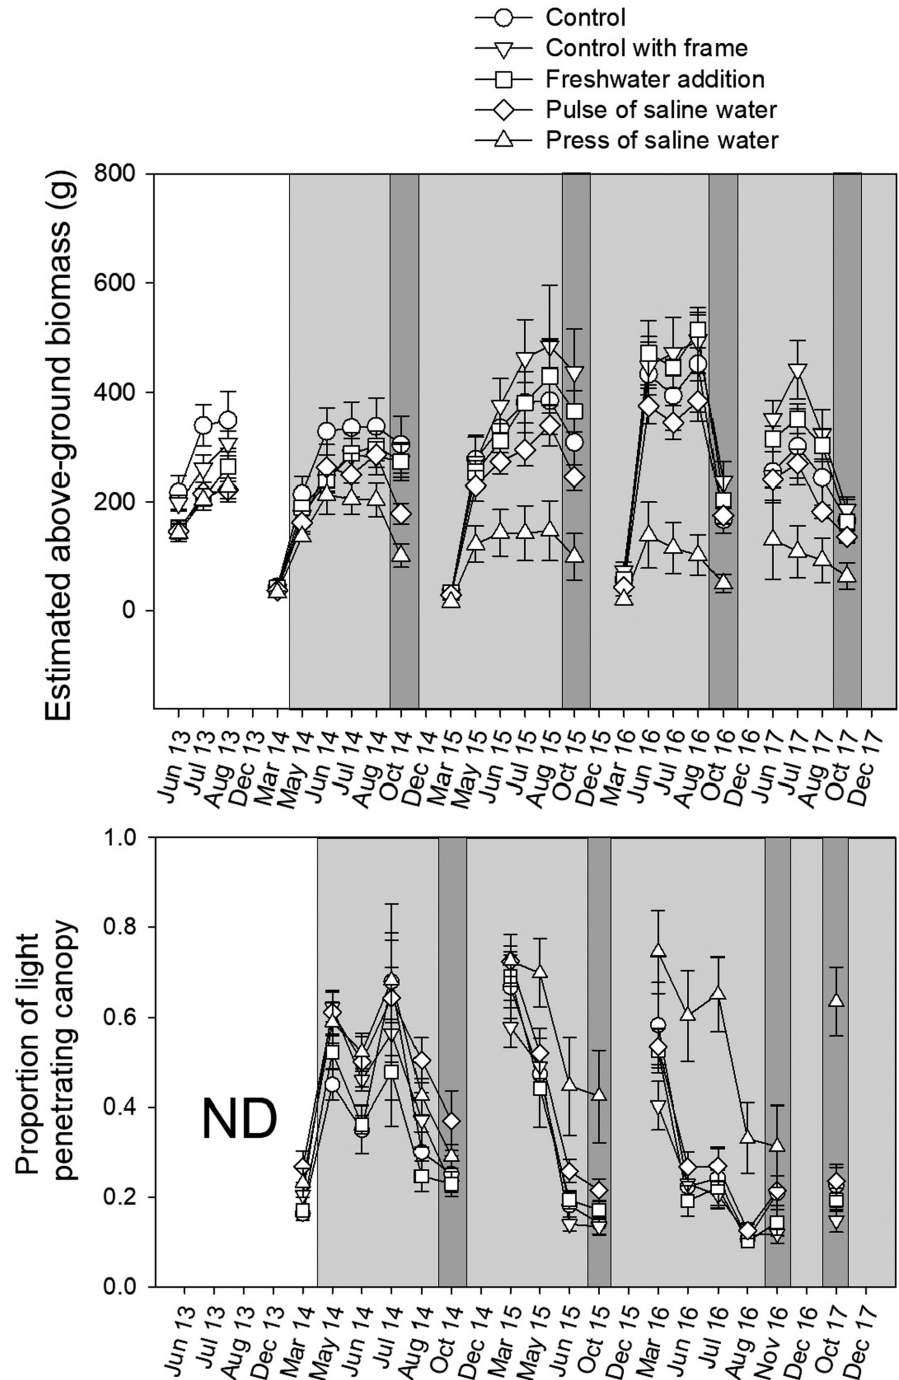 Control
Control with frame
Freshwater addition
Pulse of saline water
Press of saline water
Estimated above-ground biomass (g)
800
600
400
200
0
Jun 13
Jul 13
Aug 13
Dec 13
Mar 14
May 14
Jun 14
Jul 14
Aug 14
Oct 14
Dec 14
Mar 15
May 15
Jun 15
Jul 15
Aug 15
Oct 15
Dec 15
Mar 16
Jun 16
Jul 16
Aug 16
Oct 16
Dec 16
Jun 17
Jul 17
Aug 17
Oct 17
Dec 17
Proportion of light
penetrating canopy
1.0
0.8
0.6
0.4
0.2
0.0
ND
Jun 13
Jul 13
Aug 13
Dec 13
Mar 14
May 14
Jun 14
Jul 14
Aug 14
Oct 14
Dec 14
Mar 15
May 15
Jun 15
Oct 15
Dec 15
Mar 16
Jun 16
Jul 16
Aug 16
Nov 16
Dec 16
Oct 17
Dec 17